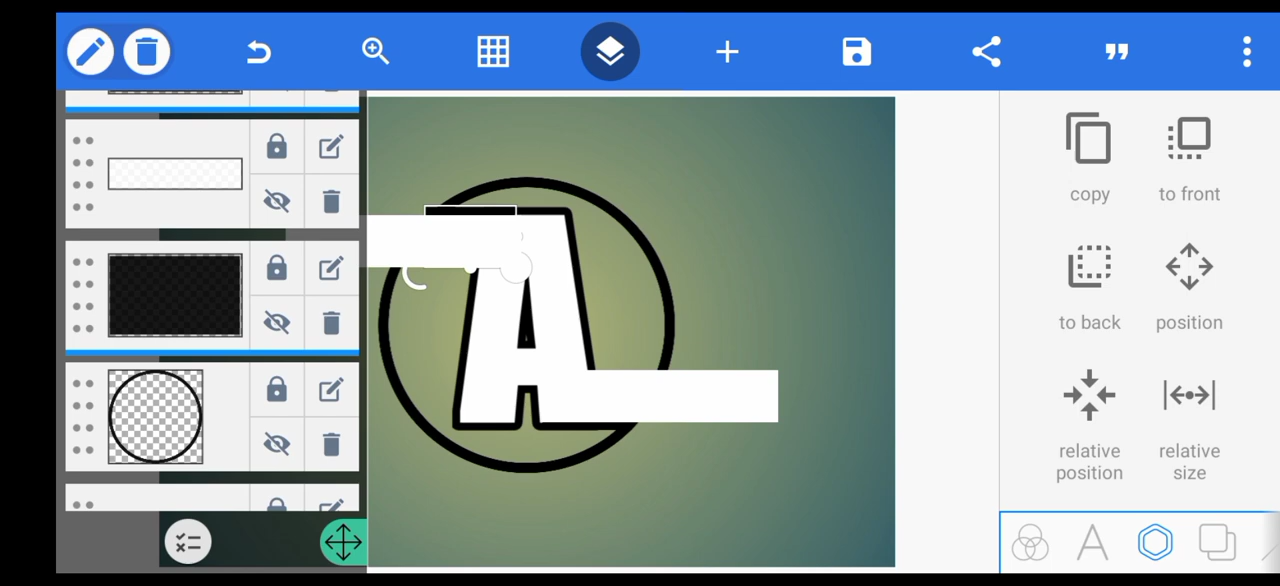 A
copy
to front
to back
position
relative
position
relative
size